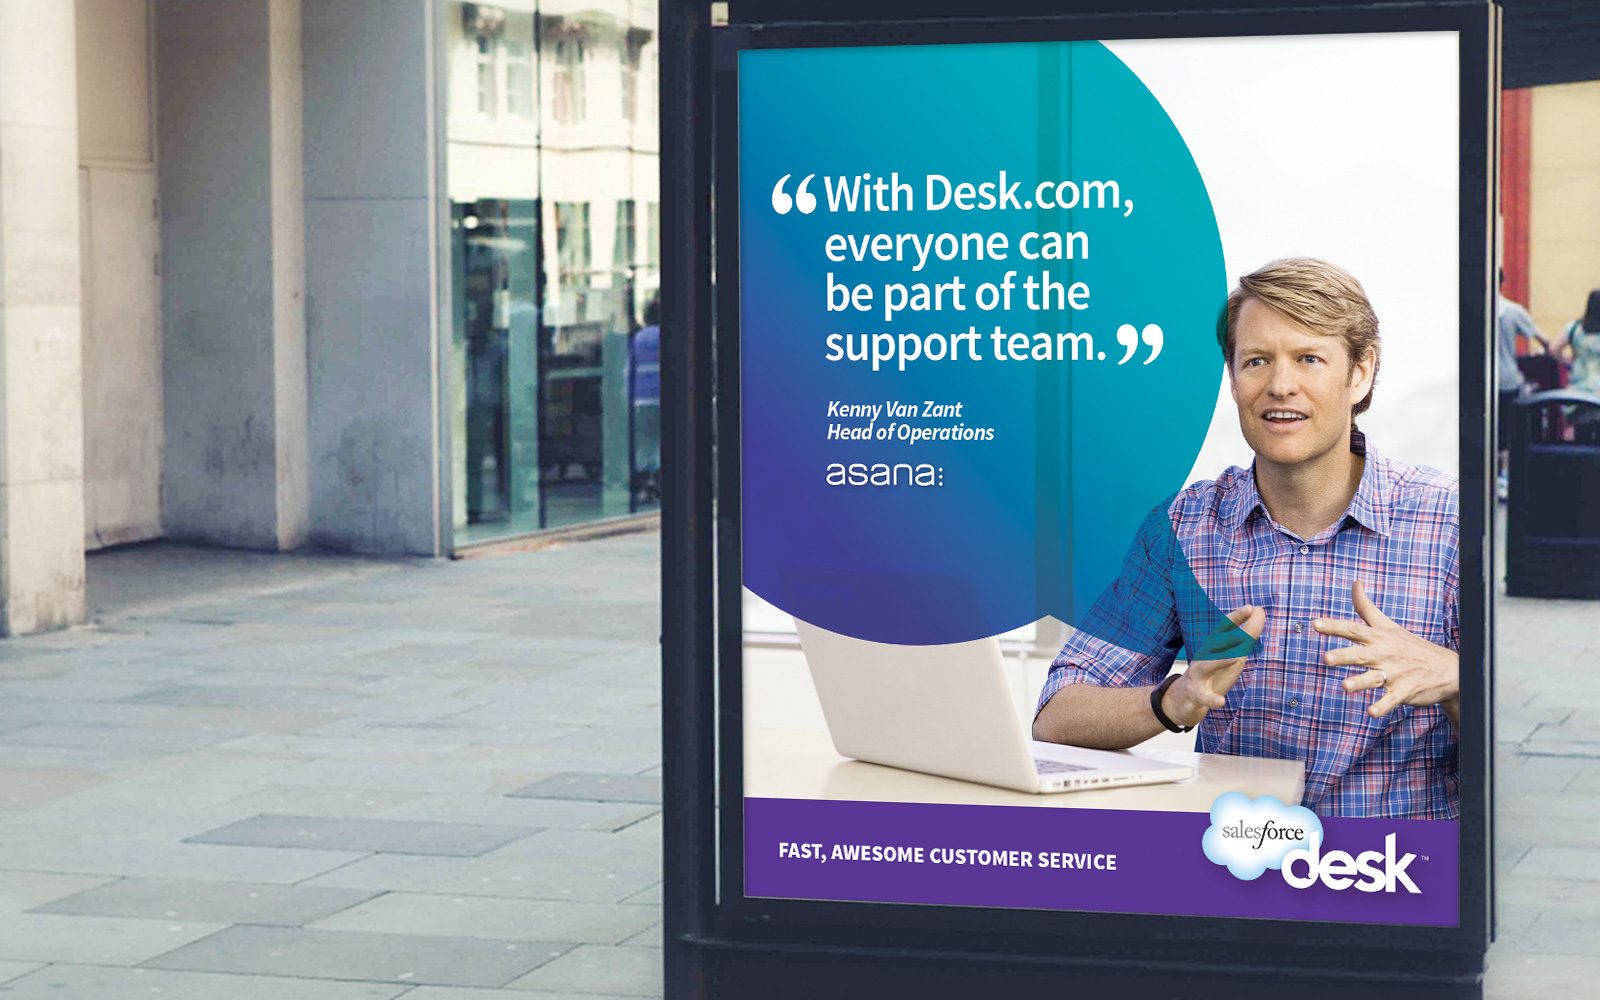 “With Desk.com,
everyone can
be part of the
support team.”
Kenny Van Zant
Head of Operations
asana:
FAST, AWESOME CUSTOMER SERVICE
salesforce
desk™